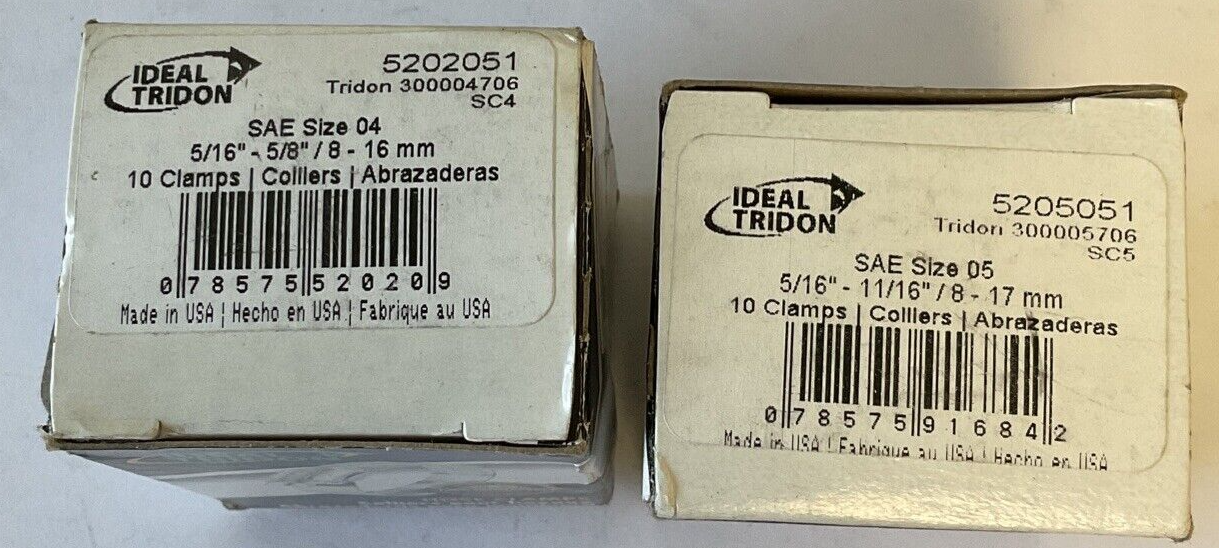 IDEAL
TRIDON
5202051
Tridon 300004706
SC4
SAE Size 04
5/16" - 5/8" / 8 - 16 mm
10 Clamps | Colliers | Abrazaderas
0 78575 52020 9
Made in USA | Hecho en USA | Fabrique au USA
IDEAL
TRIDON
5205051
Tridon 300005706
SC5
SAE Size 05
5/16" - 11/16" / 8 - 17 mm
10 Clamps | Colliers | Abrazaderas
0 78575 91684 2
Made in USA | Fabrique au USA | Hecho en USA